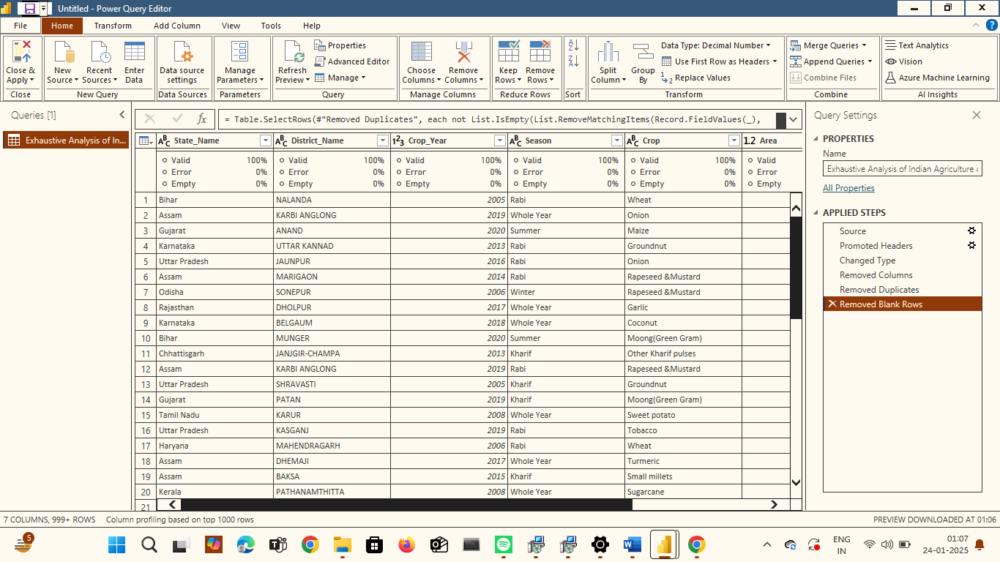 Untitled - Power Query Editor
File Home Transform Add Column View Tools Help
Close & Apply
New Source
Recent Sources
Enter Data
Data source settings
Manage Parameters
Refresh Preview
Properties
Advanced Editor
Manage
Choose Columns
Remove Columns
Keep Rows
Remove Rows
Split Column
Group By
Data Type: Decimal Number
Use First Row as Headers
Replace Values
Merge Queries
Append Queries
Combine Files
Text Analytics
Vision
Azure Machine Learning
Close New Query Data Sources Parameters Query Manage Columns Reduce Rows Sort Transform Combine AI Insights
Queries [1]
Exhaustive Analysis of In...
fx = Table.SelectRows(#"Removed Duplicates", each not List.IsEmpty(List.RemoveMatchingItems(Record.FieldValues(_),
ABC State_Name ABC District_Name 123 Crop_Year ABC Season ABC Crop 1.2 Area
Valid 100% Valid 100% Valid 100% Valid 100% Valid 100% Valid
Error 0% Error 0% Error 0% Error 0% Error 0% Error
Empty 0% Empty 0% Empty 0% Empty 0% Empty 0% Empty
1 Bihar NALANDA 2005 Rabi Wheat
2 Assam KARBI ANGLONG 2019 Whole Year Onion
3 Gujarat ANAND 2020 Summer Maize
4 Karnataka UTTAR KANNAD 2013 Rabi Groundnut
5 Uttar Pradesh JAUNPUR 2016 Rabi Onion
6 Assam MARIGAON 2014 Rabi Rapeseed &Mustard
7 Odisha SONEPUR 2006 Winter Rapeseed &Mustard
8 Rajasthan DHOLPUR 2017 Whole Year Garlic
9 Karnataka BELGAUM 2018 Whole Year Coconut
10 Bihar MUNGER 2020 Summer Moong(Green Gram)
11 Chhattisgarh JANJGIR-CHAMPA 2013 Kharif Other Kharif pulses
12 Assam KARBI ANGLONG 2019 Rabi Rapeseed &Mustard
13 Uttar Pradesh SHRAVASTI 2005 Kharif Groundnut
14 Gujarat PATAN 2019 Kharif Moong(Green Gram)
15 Tamil Nadu KARUR 2008 Whole Year Sweet potato
16 Uttar Pradesh KASGANJ 2019 Rabi Tobacco
17 Haryana MAHENDRAGARH 2006 Rabi Wheat
18 Assam DHEMAJI 2017 Whole Year Turmeric
19 Assam BAKSA 2015 Kharif Small millets
20 Kerala PATHANAMTHITTA 2008 Whole Year Sugarcane
21
Query Settings
PROPERTIES
Name
Exhaustive Analysis of Indian Agriculture
All Properties
APPLIED STEPS
Source
Promoted Headers
Changed Type
Removed Columns
Removed Duplicates
Removed Blank Rows
7 COLUMNS, 999+ ROWS Column profiling based on top 1000 rows PREVIEW DOWNLOADED AT 01:06
5
ENG
IN
01:07
24-01-2025